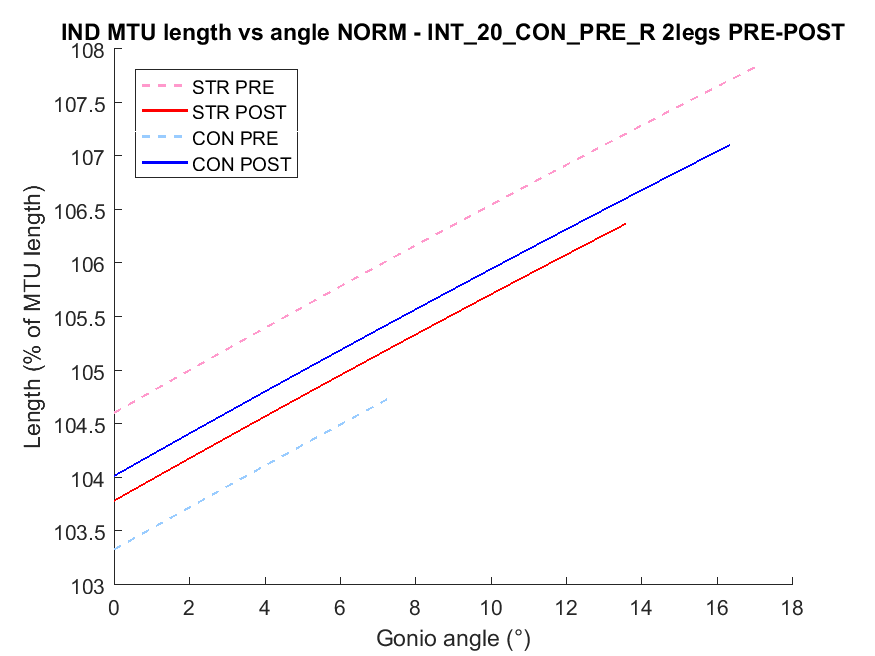 IND MTU length vs angle NORM - INT_20_CON_PRE_R 2legs PRE-POST
108
107.5
107
106.5
106
105.5
105
104.5
104
103.5
103
Length (% of MTU length)
STR PRE
STR POST
CON PRE
CON POST
0 2 4 6 8 10 12 14 16 18
Gonio angle (°)